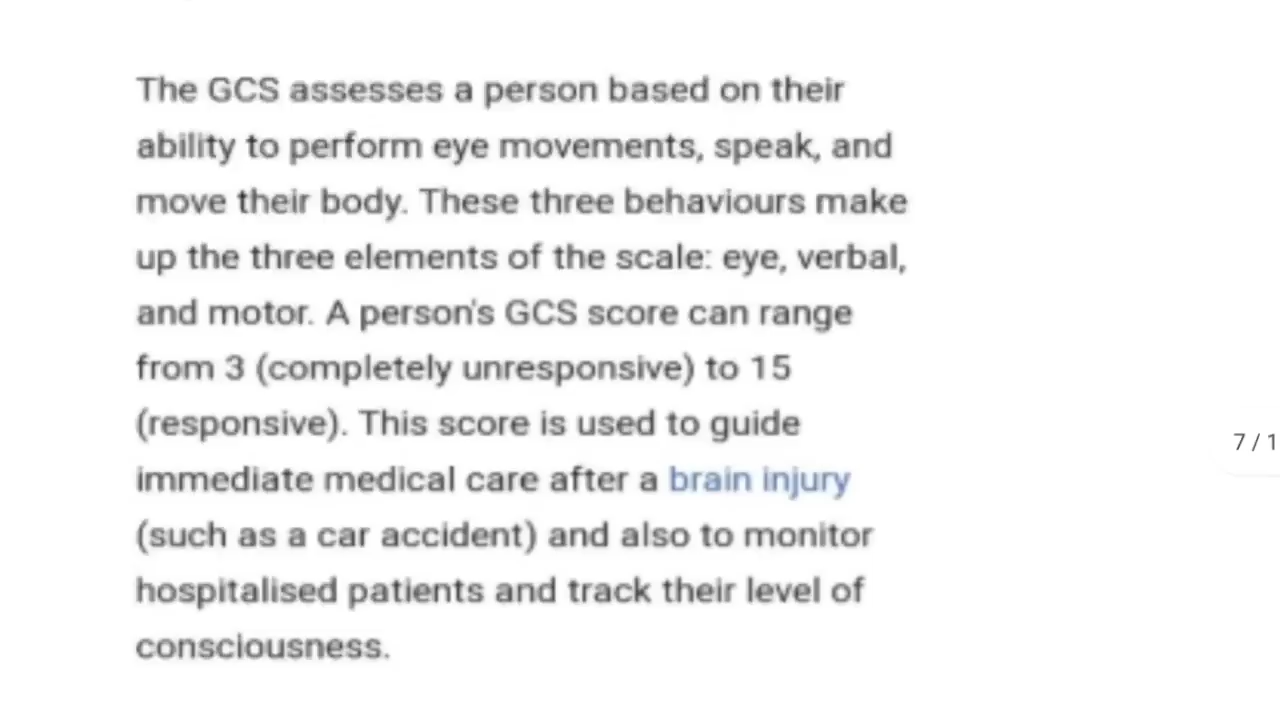 The GCS assesses a person based on their
ability to perform eye movements, speak, and
move their body. These three behaviours make
up the three elements of the scale: eye, verbal,
and motor. A person's GCS score can range
from 3 (completely unresponsive) to 15
(responsive). This score is used to guide
immediate medical care after a brain injury
(such as a car accident) and also to monitor
hospitalised patients and track their level of
consciousness.
7 / 1